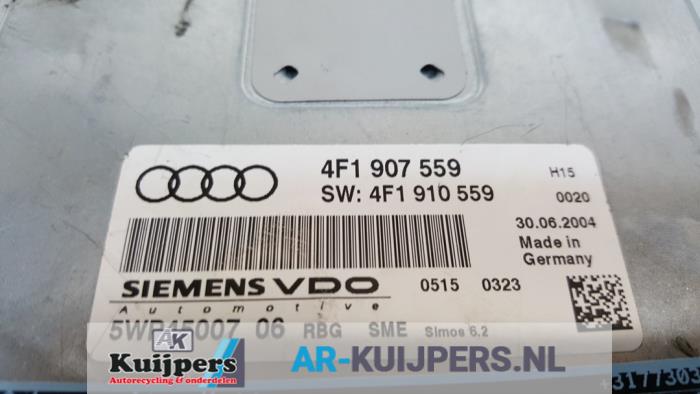 4F1 907 559 H15
SW: 4F1 910 559 0020
30.06.2004
Made in
Germany
SIEMENS VDO 0515 0323
Automotive
5WP45007 06 RBG SME Simos 6.2
AK
Kuijpers
Autorecycling & onderdelen
AR-KUIJPERS.NL